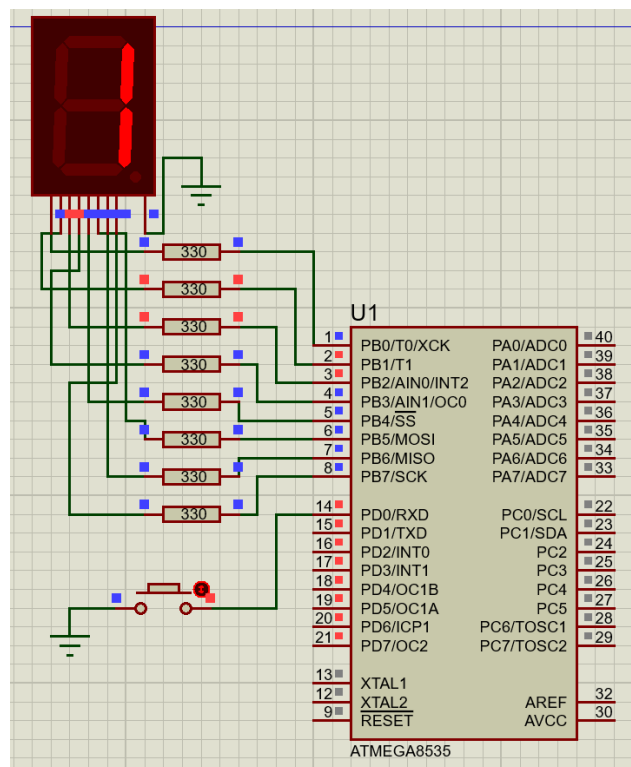 1
330
330
330
330
330
330
330
330
U1
1 PB0/T0/XCK PA0/ADC0 40
2 PB1/T1 PA1/ADC1 39
3 PB2/AIN0/INT2 PA2/ADC2 38
4 PB3/AIN1/OC0 PA3/ADC3 37
5 PB4/SS PA4/ADC4 36
6 PB5/MOSI PA5/ADC5 35
7 PB6/MISO PA6/ADC6 34
8 PB7/SCK PA7/ADC7 33
14 PD0/RXD PC0/SCL 22
15 PD1/TXD PC1/SDA 23
16 PD2/INT0 PC2 24
17 PD3/INT1 PC3 25
18 PD4/OC1B PC4 26
19 PD5/OC1A PC5 27
20 PD6/ICP1 PC6/TOSC1 28
21 PD7/OC2 PC7/TOSC2 29
13 XTAL1
12 XTAL2 AREF 32
9 RESET AVCC 30
ATMEGA8535